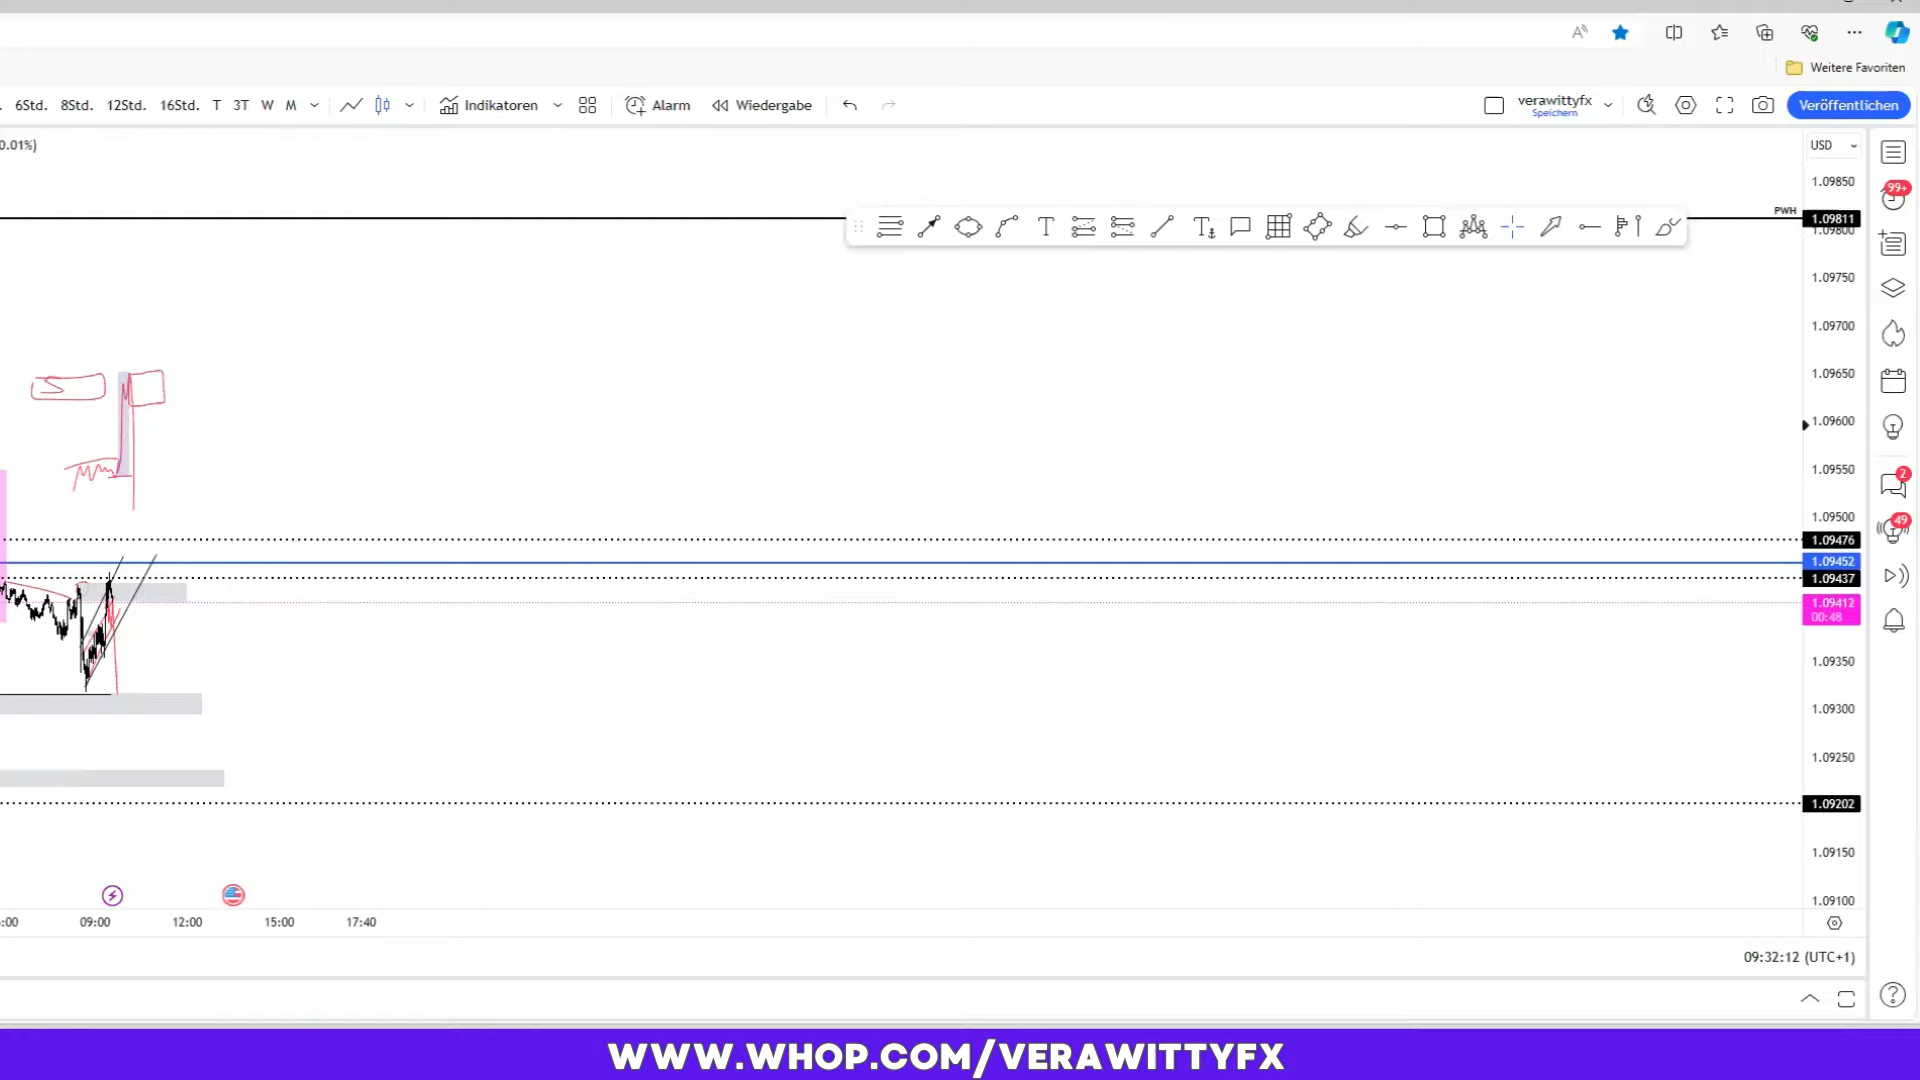 Weitere Favoriten
6Std. 8Std. 12Std. 16Std. T 3T W M Indikatoren Alarm Wiedergabe verawittyfx Veröffentlichen
Speichern
0.01%)
USD
1.09850
99+
PWH 1.09811
1.09800
1.09750
1.09700
1.09650
S
1.09600
1.09550
2
1.09500
49
1.09476
1.09452
1.09437
1.09412
00:48
1.09350
1.09300
1.09250
1.09202
1.09150
1.09100
:00 09:00 12:00 15:00 17:40
09:32:12 (UTC+1)
WWW.WHOP.COM/VERAWITTYFX